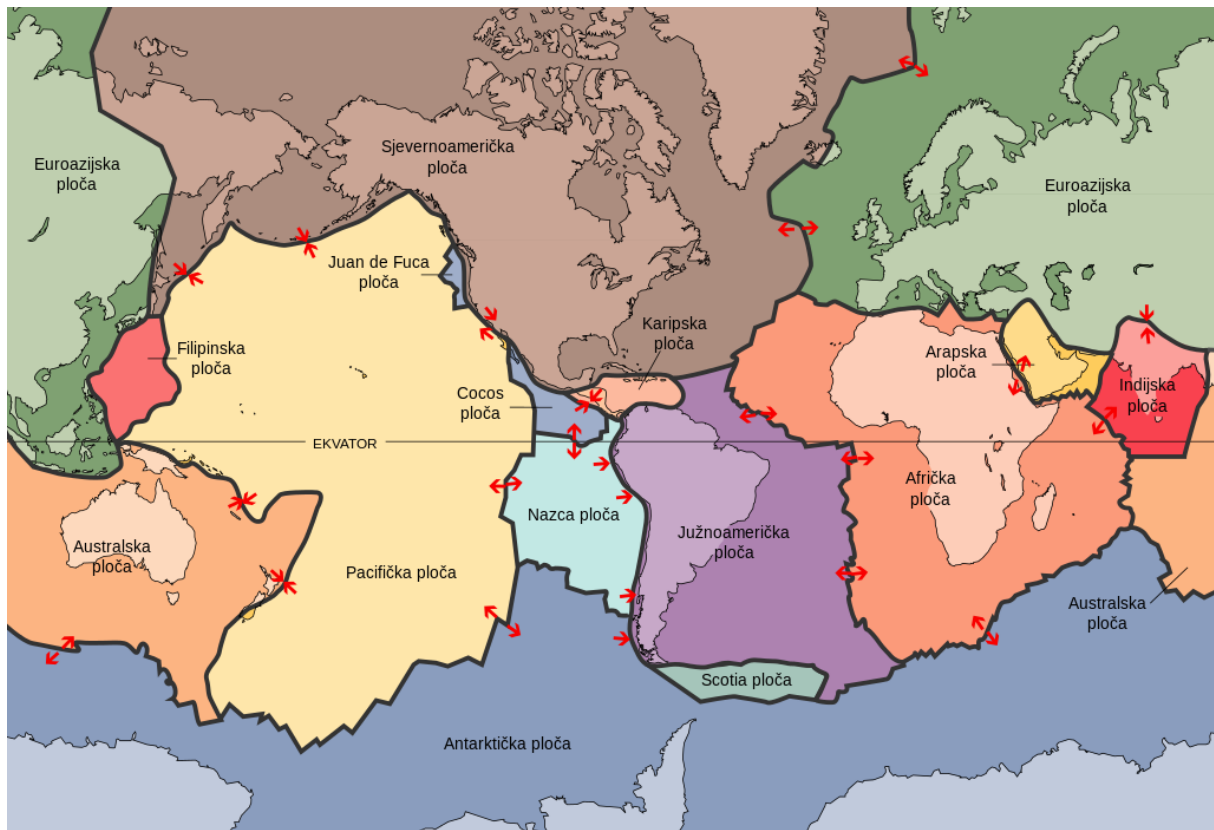 Euroazijska
ploča
Sjevernoamerička
ploča
Euroazijska
ploča
Juan de Fuca
ploča
Karipska
ploča
Filipinska
ploča
Arapska
ploča
Cocos
ploča
Indijska
ploča
EKVATOR
Afrička
ploča
Nazca ploča
Južnoamerička
ploča
Australska
ploča
Pacifička ploča
Australska
ploča
Scotia ploča
Antarktička ploča